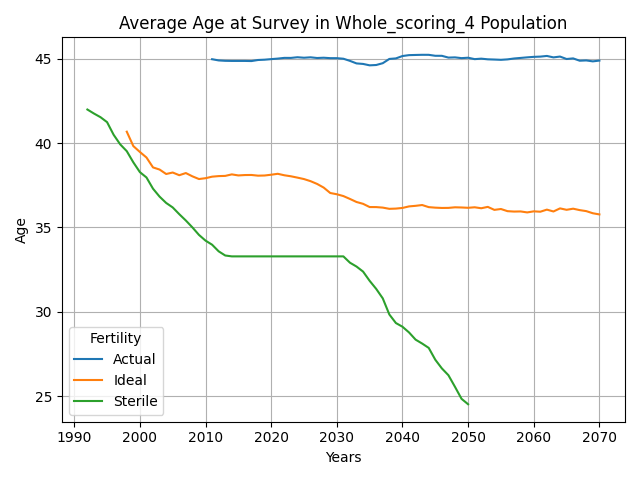 Average Age at Survey in Whole_scoring_4 Population
Age
45
40
35
30
25
Fertility
Actual
Ideal
Sterile
1990 2000 2010 2020 2030 2040 2050 2060 2070
Years